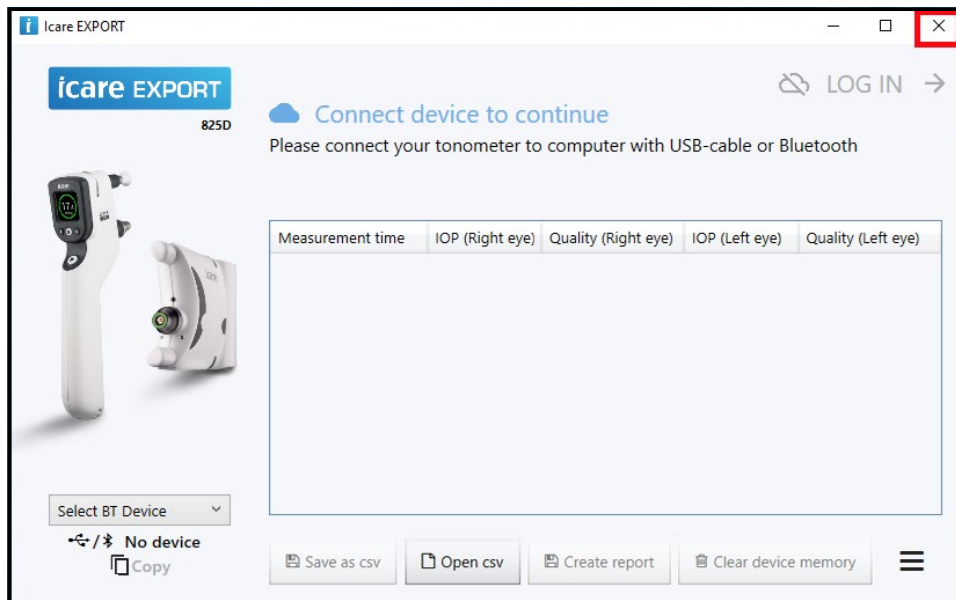 Icare EXPORT
icare EXPORT
825D
LOG IN
Connect device to continue
Please connect your tonometer to computer with USB-cable or Bluetooth
Measurement time IOP (Right eye) Quality (Right eye) IOP (Left eye) Quality (Left eye)
Select BT Device
/ No device
Copy
Save as csv Open csv Create report Clear device memory